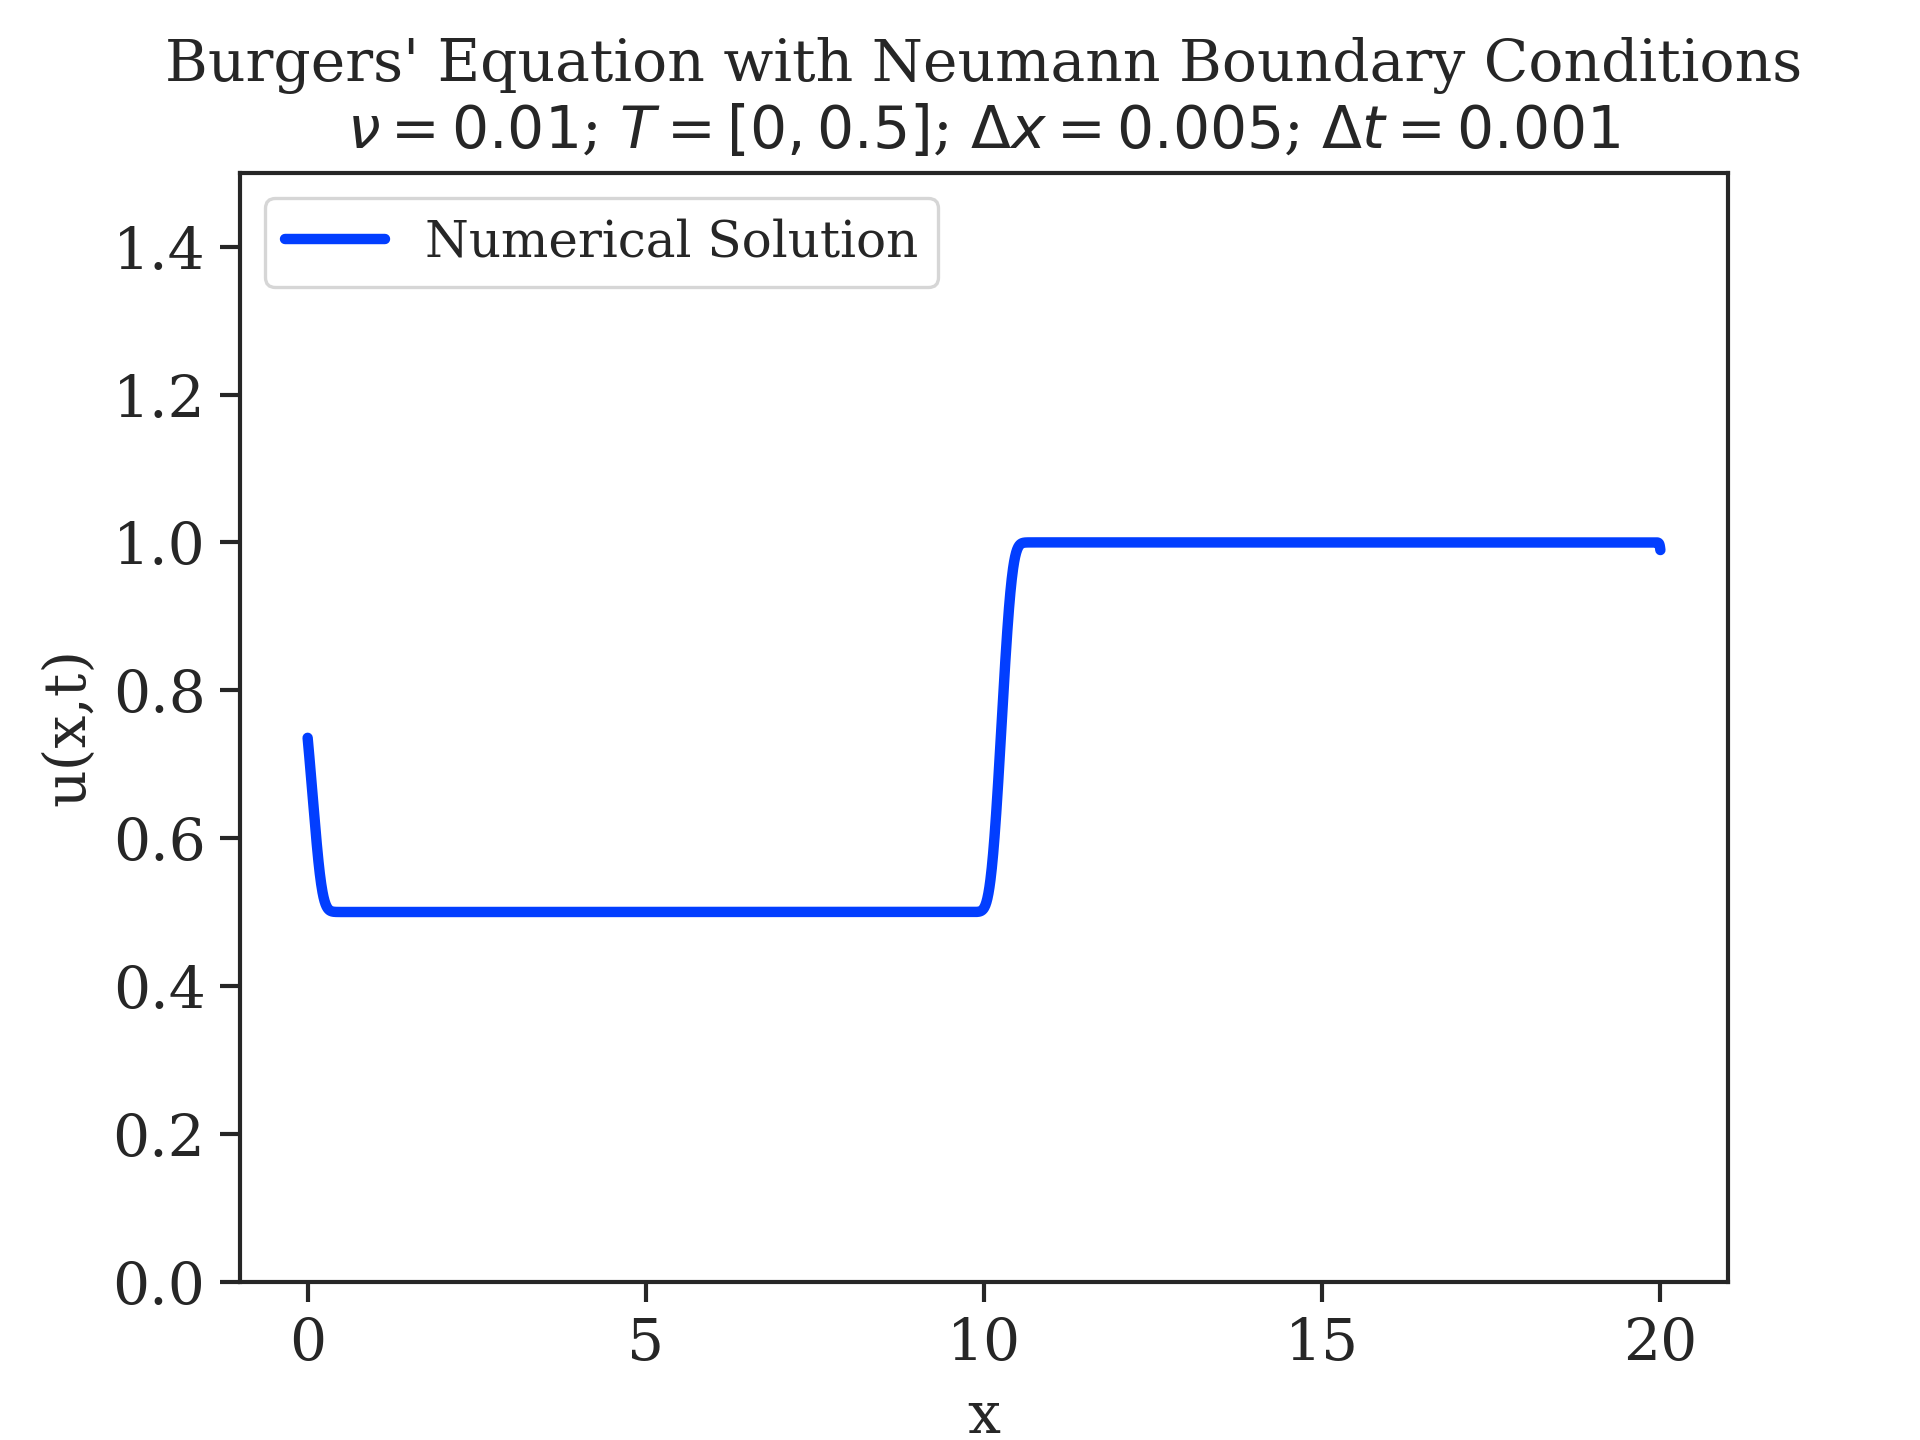 Burgers' Equation with Neumann Boundary Conditions
ν = 0.01; T = [0, 0.5]; Δx = 0.005; Δt = 0.001
Numerical Solution
1.4
1.2
1.0
0.8
0.6
0.4
0.2
0.0
u(x,t)
0 5 10 15 20
x